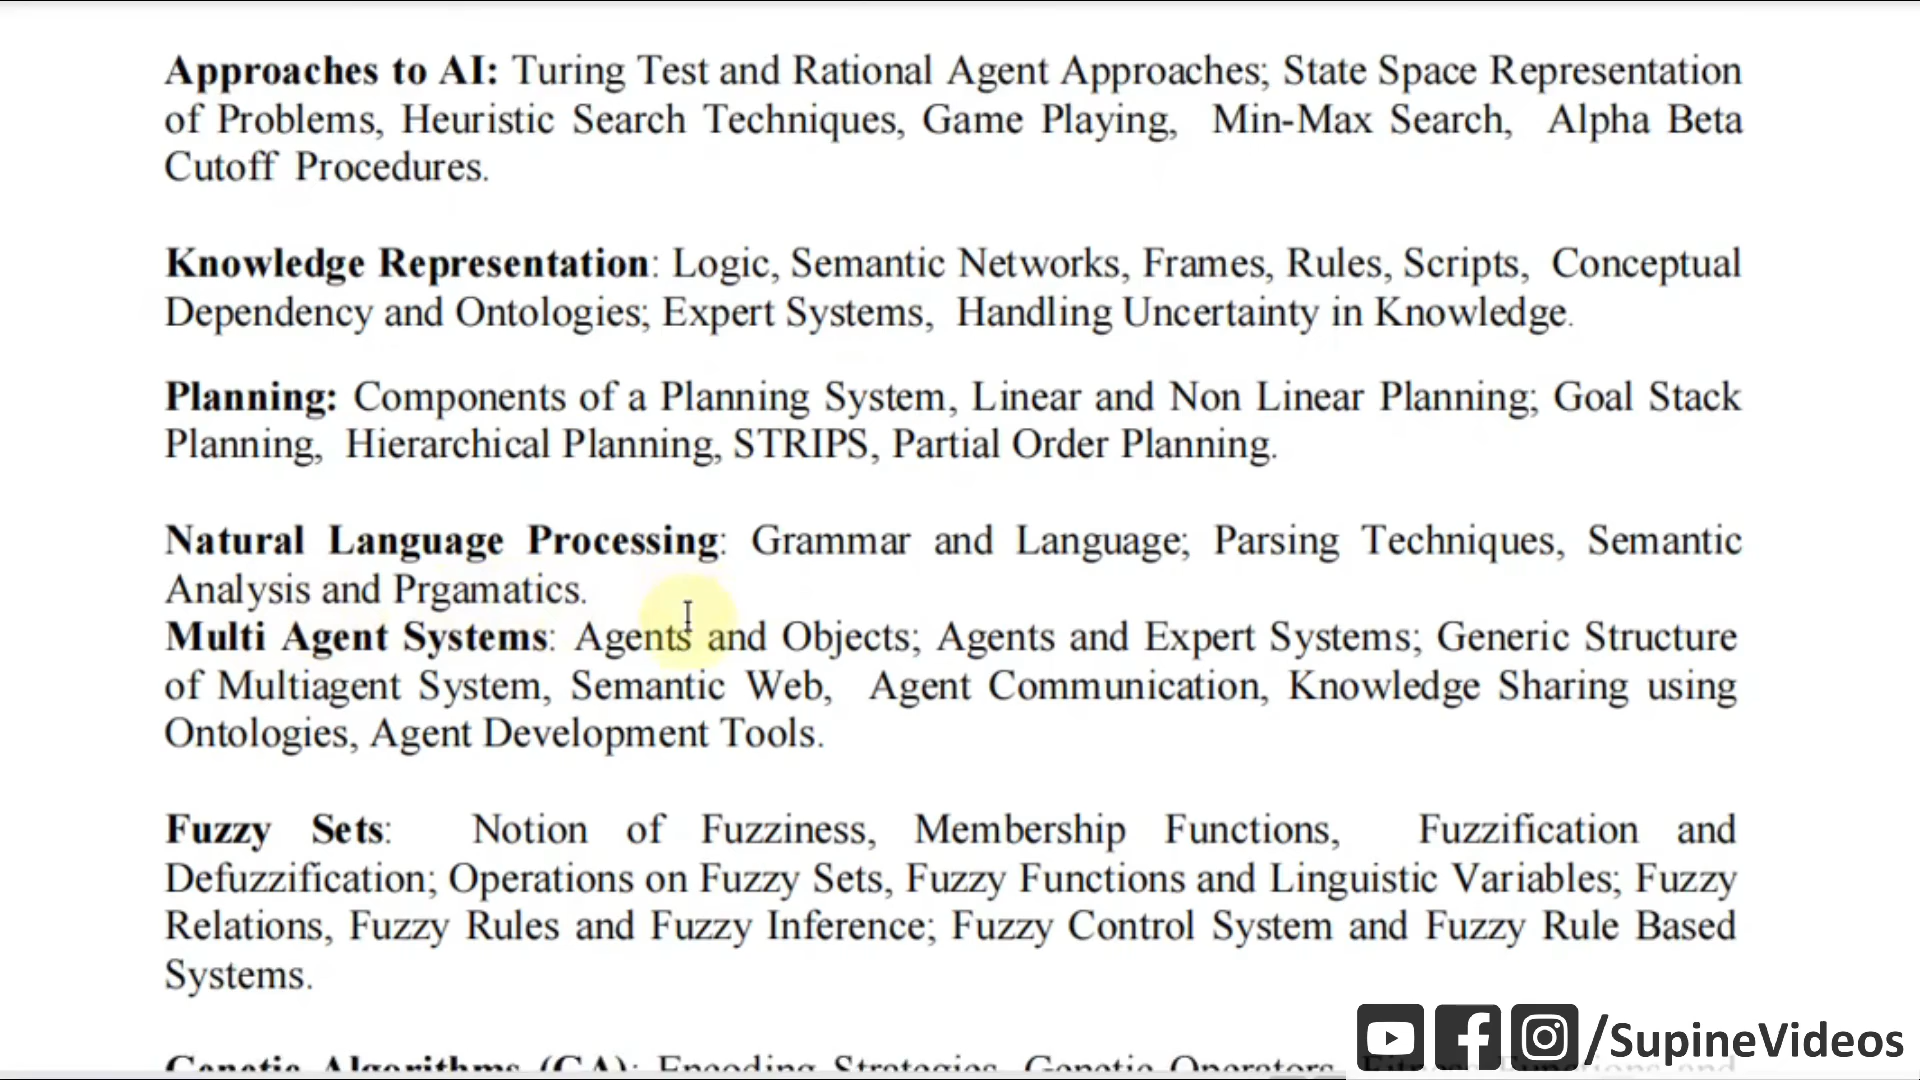 Approaches to AI: Turing Test and Rational Agent Approaches; State Space Representation
of Problems, Heuristic Search Techniques, Game Playing, Min-Max Search, Alpha Beta
Cutoff Procedures.
Knowledge Representation: Logic, Semantic Networks, Frames, Rules, Scripts, Conceptual
Dependency and Ontologies; Expert Systems, Handling Uncertainty in Knowledge.
Planning: Components of a Planning System, Linear and Non Linear Planning; Goal Stack
Planning, Hierarchical Planning, STRIPS, Partial Order Planning.
Natural Language Processing: Grammar and Language; Parsing Techniques, Semantic
Analysis and Prgamatics.
Multi Agent Systems: Agents and Objects; Agents and Expert Systems; Generic Structure
of Multiagent System, Semantic Web, Agent Communication, Knowledge Sharing using
Ontologies, Agent Development Tools.
Fuzzy Sets: Notion of Fuzziness, Membership Functions, Fuzzification and
Defuzzification; Operations on Fuzzy Sets, Fuzzy Functions and Linguistic Variables; Fuzzy
Relations, Fuzzy Rules and Fuzzy Inference; Fuzzy Control System and Fuzzy Rule Based
Systems.
Genetic Algorithms (GA): Encoding Strategies, Genetic Operators,
/SupineVideos